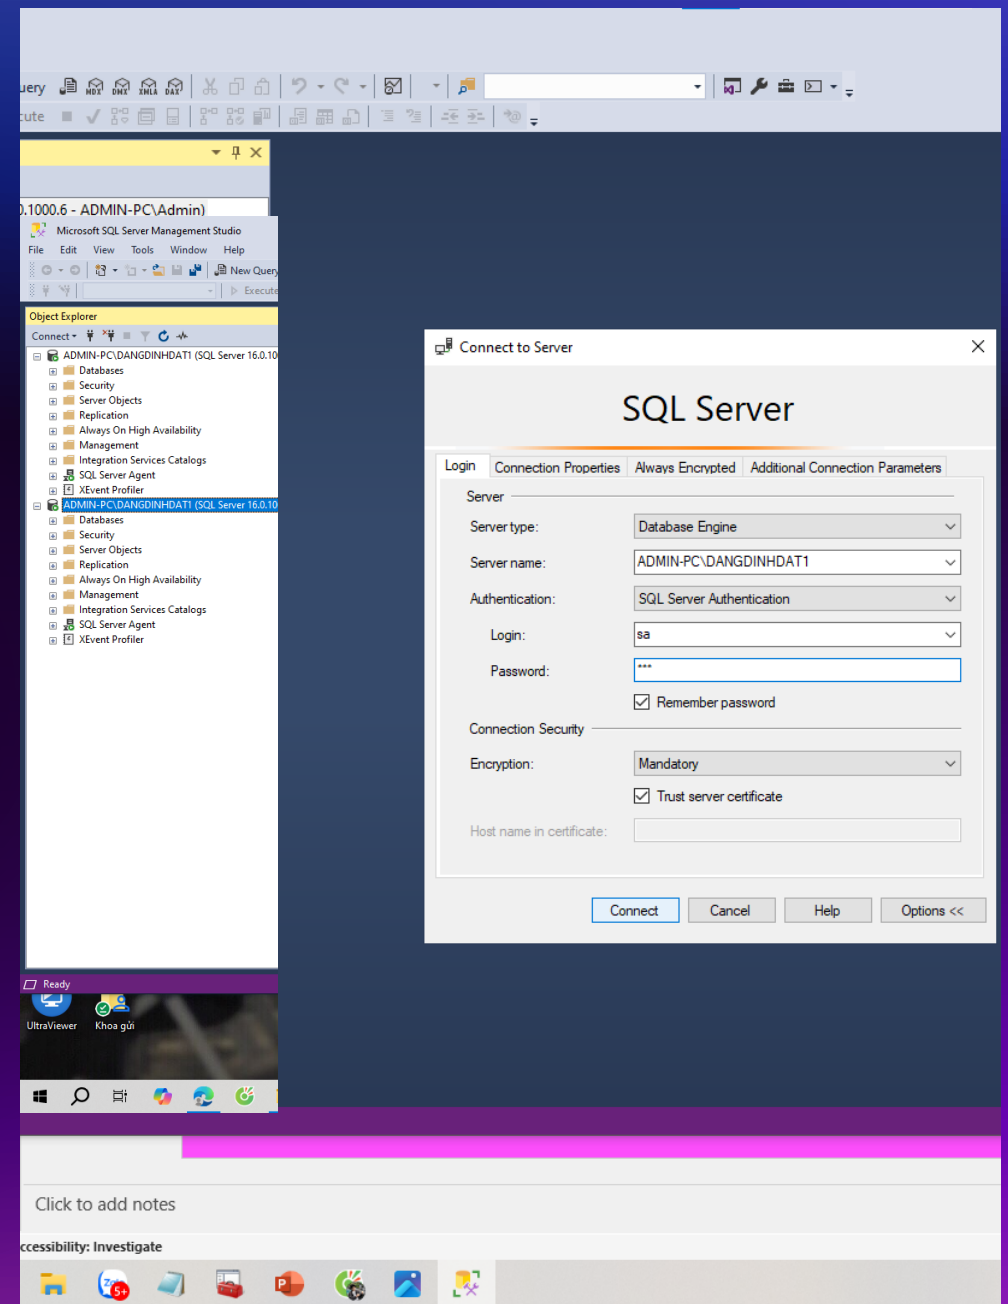 uery MDX DMX XMLA DAX
cute
0.1000.6 - ADMIN-PC\Admin)
Microsoft SQL Server Management Studio
File Edit View Tools Window Help
New Query
Execute
Object Explorer
Connect
ADMIN-PC\DANGDINHDAT1 (SQL Server 16.0.10
Databases
Security
Server Objects
Replication
Always On High Availability
Management
Integration Services Catalogs
SQL Server Agent
XEvent Profiler
ADMIN-PC\DANGDINHDAT1 (SQL Server 16.0.10
Databases
Security
Server Objects
Replication
Always On High Availability
Management
Integration Services Catalogs
SQL Server Agent
XEvent Profiler
Ready
UltraViewer Khoa gửi
Connect to Server
SQL Server
Login Connection Properties Always Encrypted Additional Connection Parameters
Server
Server type: Database Engine
Server name: ADMIN-PC\DANGDINHDAT1
Authentication: SQL Server Authentication
Login: sa
Password: ***
Remember password
Connection Security
Encryption: Mandatory
Trust server certificate
Host name in certificate:
Connect Cancel Help Options <<
Click to add notes
ccessibility: Investigate
Zalo 5+ P